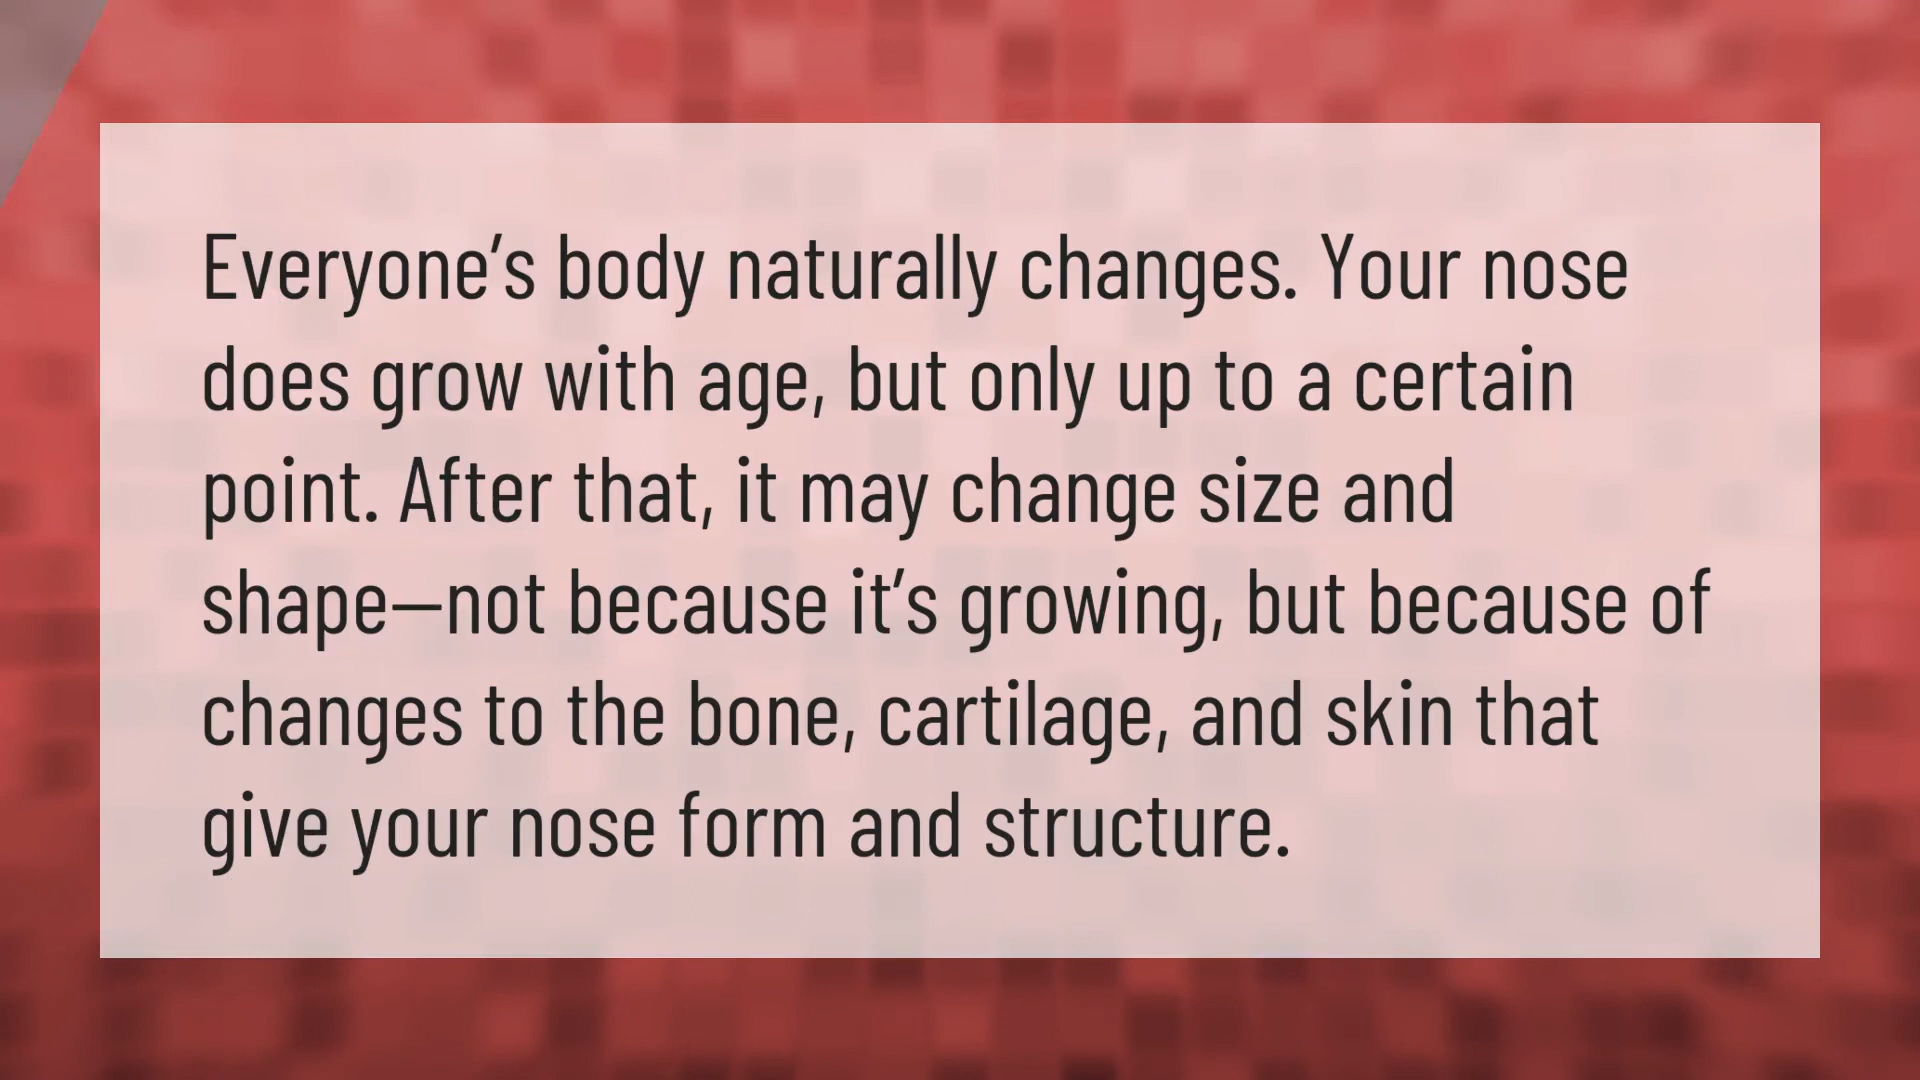 Everyone’s body naturally changes. Your nose
does grow with age, but only up to a certain
point. After that, it may change size and
shape—not because it’s growing, but because of
changes to the bone, cartilage, and skin that
give your nose form and structure.